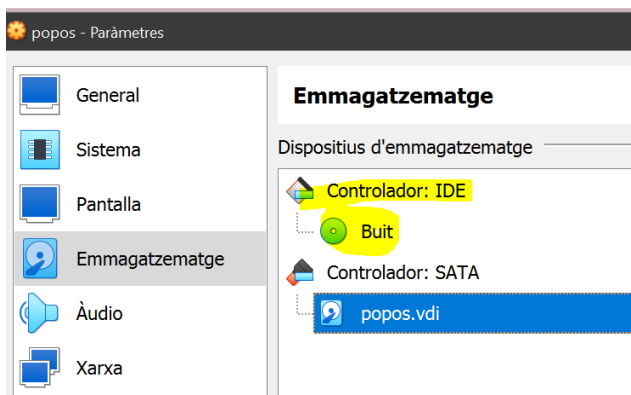 popos - Paràmetres
General
Sistema
Pantalla
Emmagatzematge
Àudio
Xarxa
Emmagatzematge
Dispositius d'emmagatzematge
Controlador: IDE
Buit
Controlador: SATA
popos.vdi